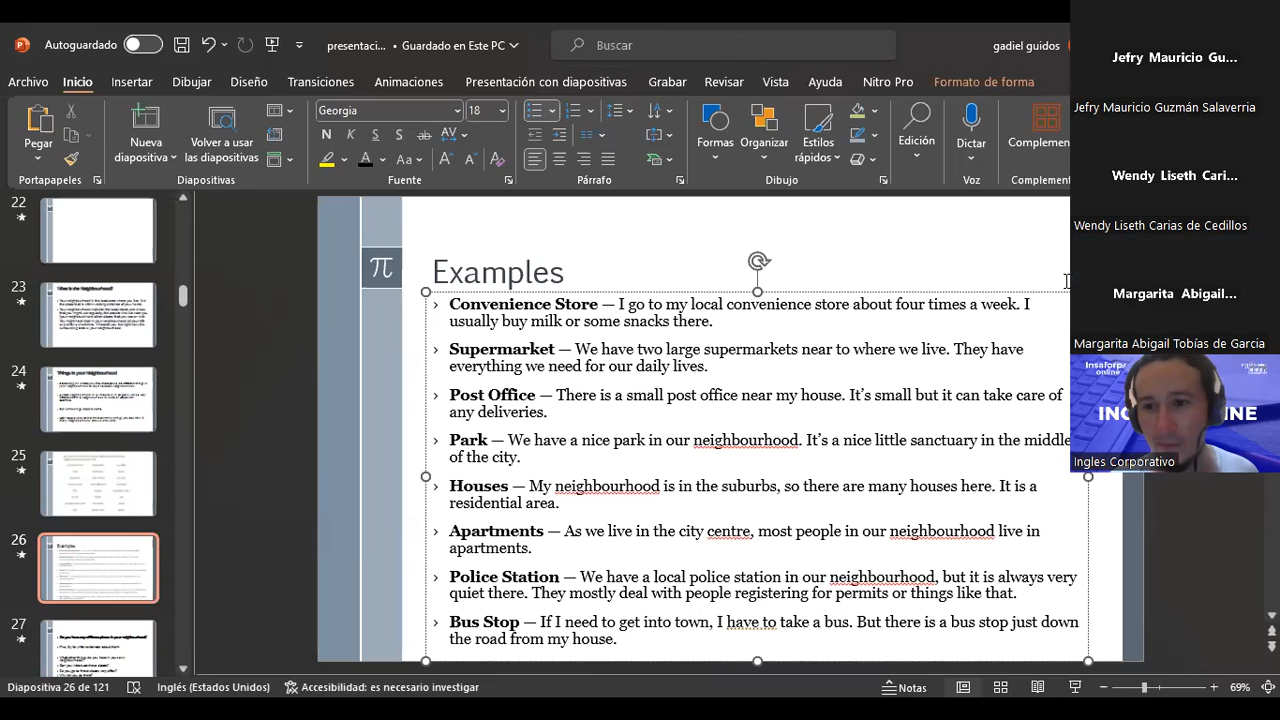 Autoguardado
presentaci... • Guardado en Este PC
Buscar
gadiel guidos
Archivo Inicio Insertar Dibujar Diseño Transiciones Animaciones Presentación con diapositivas Grabar Revisar Vista Ayuda Nitro Pro Formato de forma
Georgia 18
Pegar
Nueva diapositiva
Volver a usar las diapositivas
Formas
Organizar
Estilos rápidos
Edición
Dictar
Complement
Portapapeles Diapositivas Fuente Párrafo Dibujo Voz Complement
22
23
24
25
26
27
π
Examples
Convenience Store — I go to my local convenience store about four times a week. I
usually buy milk or some snacks there.
Supermarket — We have two large supermarkets near to where we live. They have
everything we need for our daily lives.
Post Office — There is a small post office near my house. It's small but it can take care of
any deliveries.
Park — We have a nice park in our neighbourhood. It's a nice little sanctuary in the middle
of the city.
Houses — My neighbourhood is in the suburbs so there are many houses here. It is a
residential area.
Apartments — As we live in the city centre, most people in our neighbourhood live in
apartments.
Police Station — We have a local police station in our neighbourhood, but it is always very
quiet there. They mostly deal with people registering for permits or things like that.
Bus Stop — If I need to get into town, I have to take a bus. But there is a bus stop just down
the road from my house.
Jefry Mauricio Gu...
Jefry Mauricio Guzmán Salaverria
Wendy Liseth Cari...
Wendy Liseth Carias de Cedillos
Margarita Abigail...
Margarita Abigail Tobías de Garcia
Insaforp
online
Ingles Corporativo
Diapositiva 26 de 121 Inglés (Estados Unidos) Accesibilidad: es necesario investigar Notas 69%